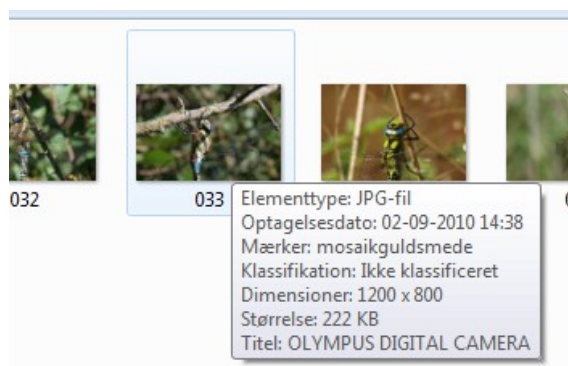 032
033
Elementtype: JPG-fil
Optagelsesdato: 02-09-2010 14:38
Mærker: mosaikguldsmede
Klassifikation: Ikke klassificeret
Dimensioner: 1200 x 800
Størrelse: 222 KB
Titel: OLYMPUS DIGITAL CAMERA